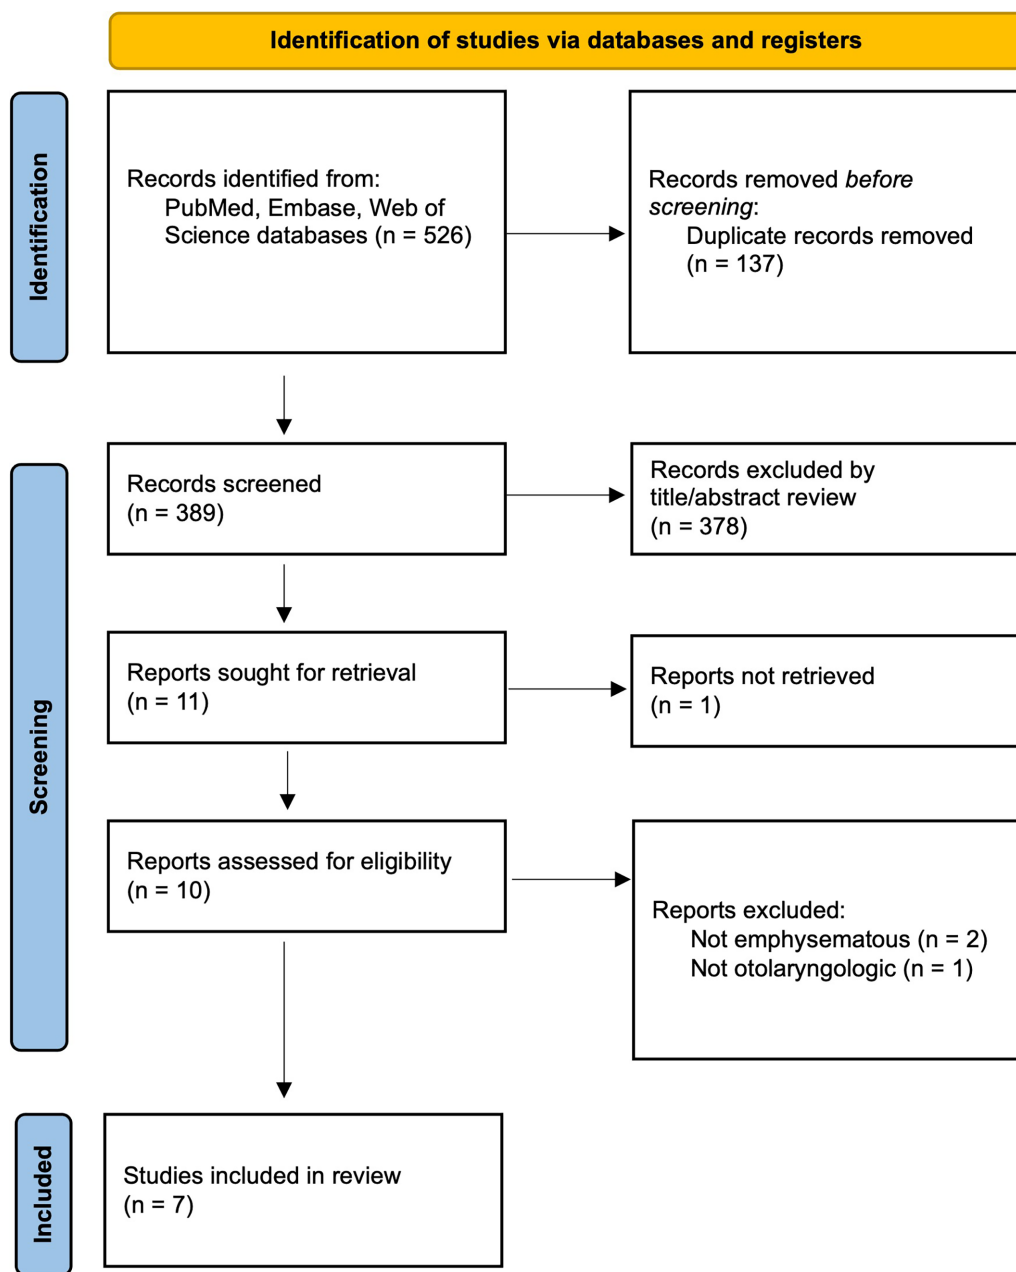 Identification of studies via databases and registers
Identification
Records identified from:
PubMed, Embase, Web of
Science databases (n = 526)
Records removed before
screening:
Duplicate records removed
(n = 137)
Screening
Records screened
(n = 389)
Records excluded by
title/abstract review
(n = 378)
Reports sought for retrieval
(n = 11)
Reports not retrieved
(n = 1)
Reports assessed for eligibility
(n = 10)
Reports excluded:
Not emphysematous (n = 2)
Not otolaryngologic (n = 1)
Included
Studies included in review
(n = 7)